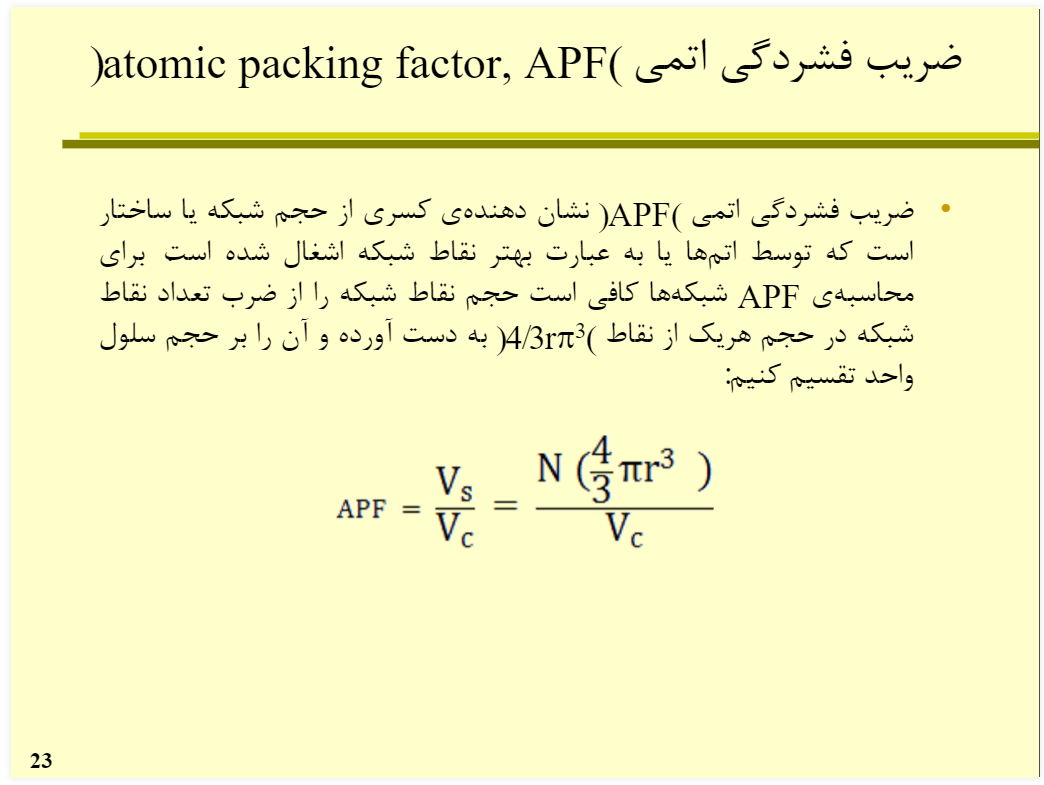 ضریب فشردگی اتمی (atomic packing factor, APF)
• ضریب فشردگی اتمی (APF) نشان دهنده‌ی کسری از حجم شبکه یا ساختار
است که توسط اتم‌ها یا به عبارت بهتر نقاط شبکه اشغال شده است. برای
محاسبه‌ی APF شبکه‌ها کافی است حجم نقاط شبکه را از ضرب تعداد نقاط
شبکه در حجم هریک از نقاط (4/3rπ³) به دست آورده و آن را بر حجم سلول
واحد تقسیم کنیم:
APF = Vs/Vc = N (4/3 πr³ )/Vc
23